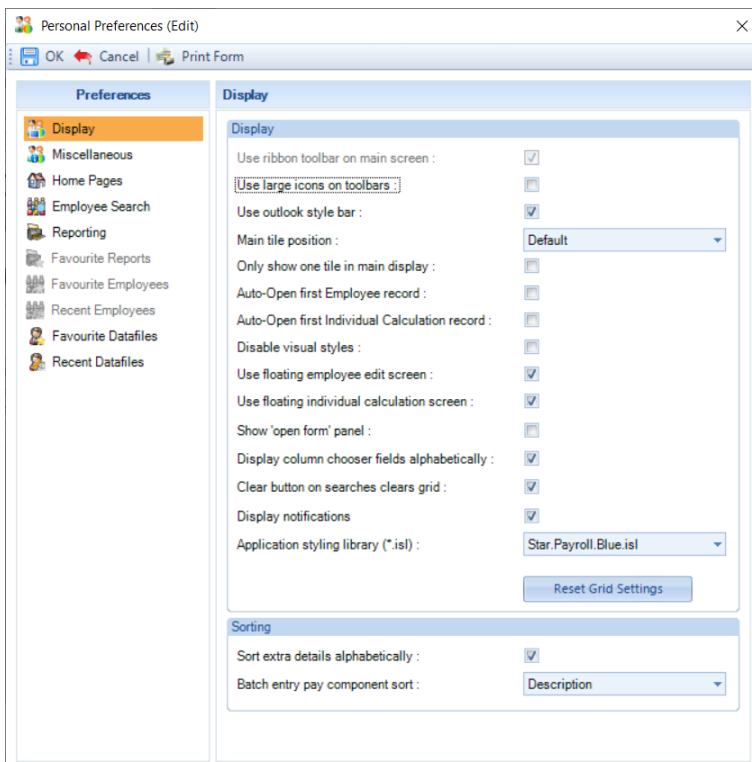 Personal Preferences (Edit)
OK Cancel Print Form
Preferences
Display
Miscellaneous
Home Pages
Employee Search
Reporting
Favourite Reports
Favourite Employees
Recent Employees
Favourite Datafiles
Recent Datafiles
Display
Display
Use ribbon toolbar on main screen :
Use large icons on toolbars :
Use outlook style bar :
Main tile position : Default
Only show one tile in main display :
Auto-Open first Employee record :
Auto-Open first Individual Calculation record :
Disable visual styles :
Use floating employee edit screen :
Use floating individual calculation screen :
Show 'open form' panel :
Display column chooser fields alphabetically :
Clear button on searches clears grid :
Display notifications
Application styling library (*.isl) : Star.Payroll.Blue.isl
Reset Grid Settings
Sorting
Sort extra details alphabetically :
Batch entry pay component sort : Description